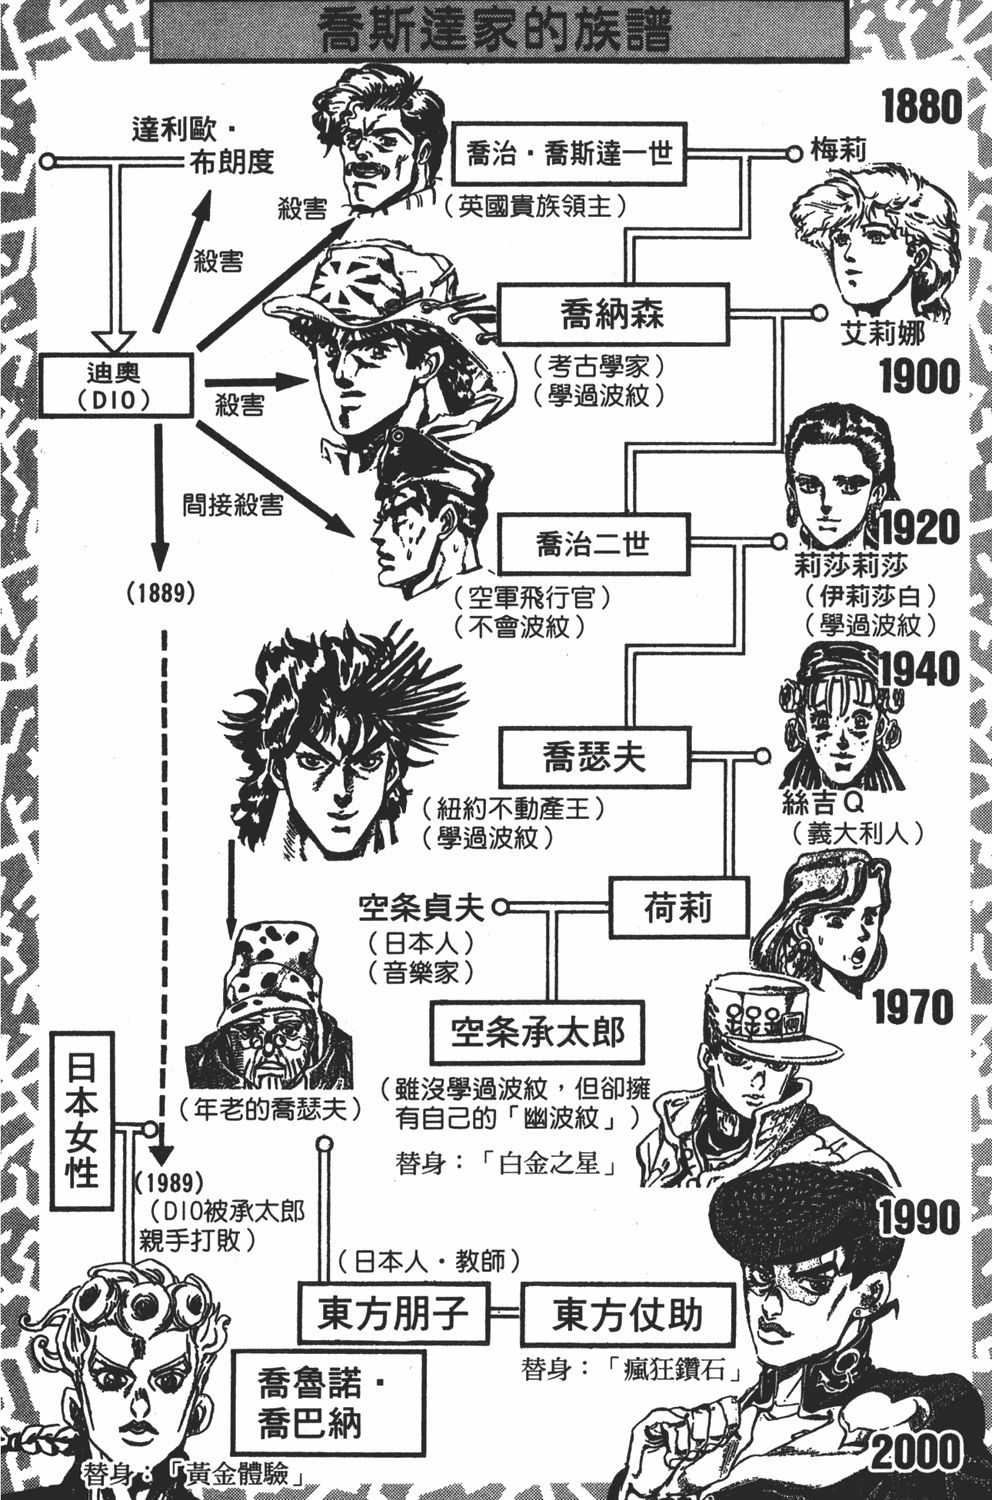 喬斯達家的族譜
1880
達利歐・
布朗度
喬治・喬斯達一世
梅莉
(英國貴族領主)
殺害
殺害
喬納森
艾莉娜
(考古學家)
(學過波紋)
1900
迪奧
(DIO)
殺害
間接殺害
喬治二世
1920
莉莎莉莎
(伊莉莎白)
(學過波紋)
(空軍飛行官)
(不會波紋)
(1889)
1940
喬瑟夫
絲吉Q
(義大利人)
(紐約不動產王)
(學過波紋)
空条貞夫
(日本人)
(音樂家)
荷莉
1970
空条承太郎
(雖沒學過波紋，但卻擁
有自己的「幽波紋」)
替身：「白金之星」
(年老的喬瑟夫)
日本女性
(1989)
(DIO被承太郎
親手打敗)
1990
(日本人・教師)
東方朋子
東方仗助
替身：「瘋狂鑽石」
喬魯諾・
喬巴納
替身：「黃金體驗」
2000